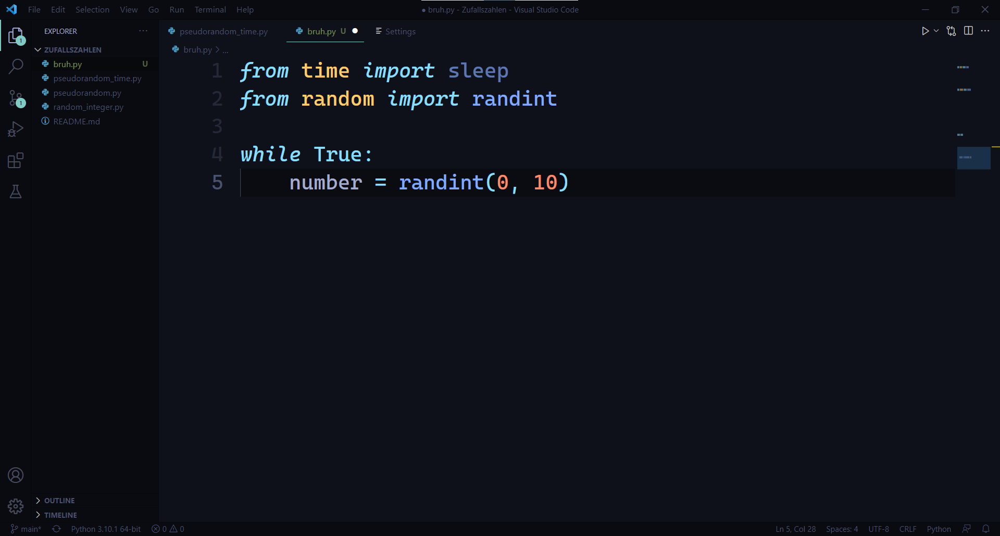 File Edit Selection View Go Run Terminal Help
● bruh.py - Zufallszahlen - Visual Studio Code
EXPLORER ···
ZUFALLSZAHLEN
bruh.py U
pseudorandom_time.py
pseudorandom.py
random_integer.py
README.md
OUTLINE
TIMELINE
1
1
pseudorandom_time.py bruh.py U ● Settings
bruh.py > ...
1 from time import sleep
2 from random import randint
3
4 while True:
5     number = randint(0, 10)
main* Python 3.10.1 64-bit 0 0 Ln 5, Col 28 Spaces: 4 UTF-8 CRLF Python